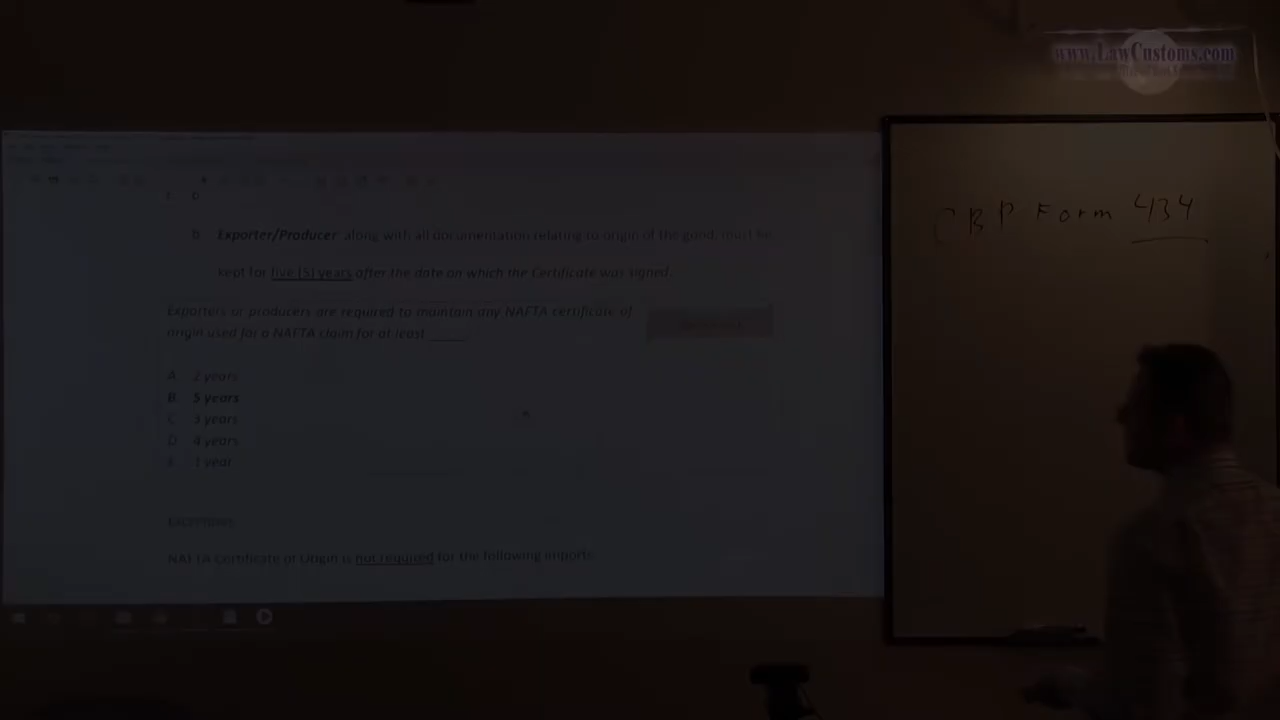 www.LawCustoms.com
CBP Form 434
b. Exporter/Producer along with all documentation relating to origin of the good, must be
kept for five (5) years after the date on which the Certificate was signed.
Exporters or producers are required to maintain any NAFTA certificate of
origin used for a NAFTA claim for at least _____
A. 2 years
B. 5 years
C. 3 years
D. 4 years
E. 1 year
Exceptions
NAFTA Certificate of Origin is not required for the following imports: